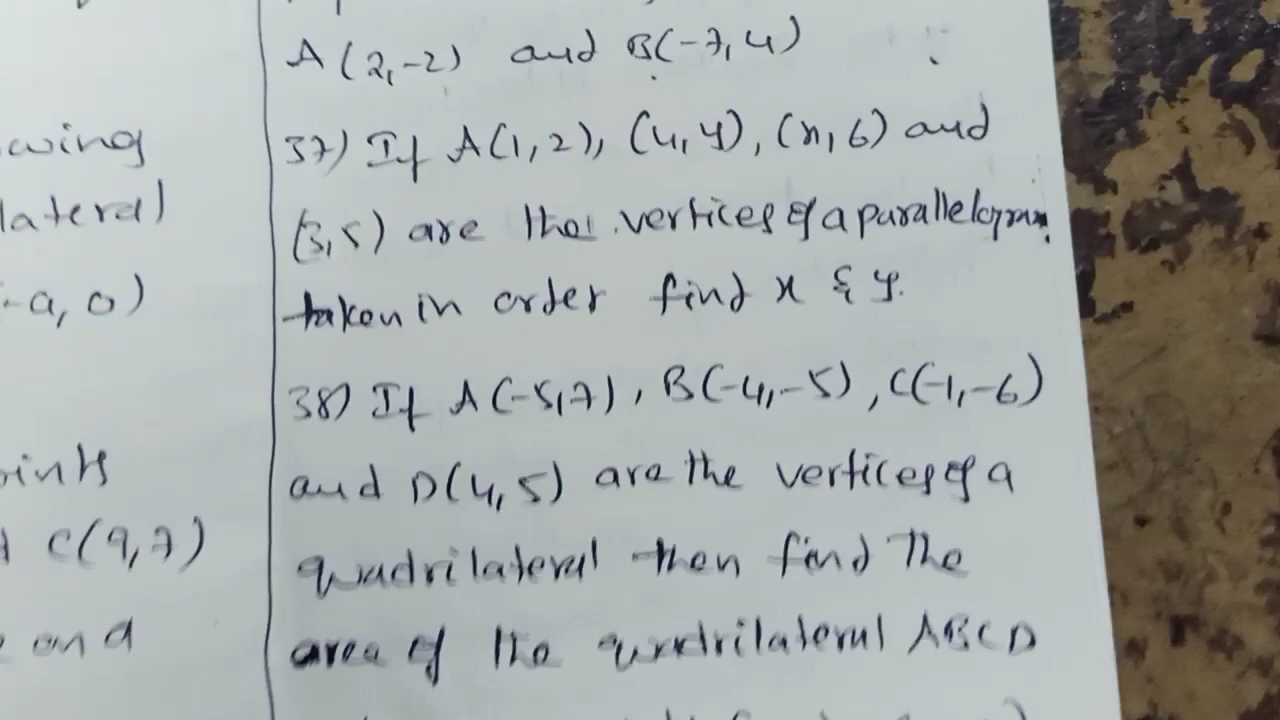 wing
lateral
-a, 0)
oints
C(9,7)
and
A(2,-2) and B(-7,4)
37) If A(1,2), (4,y), (x,6) and
(3,5) are the vertices of a parallelogram
taken in order find x & y.
38) If A(-5,7), B(-4,-5), C(-1,-6)
and D(4,5) are the vertices of a
quadrilateral then find the
area of the quadrilateral ABCD